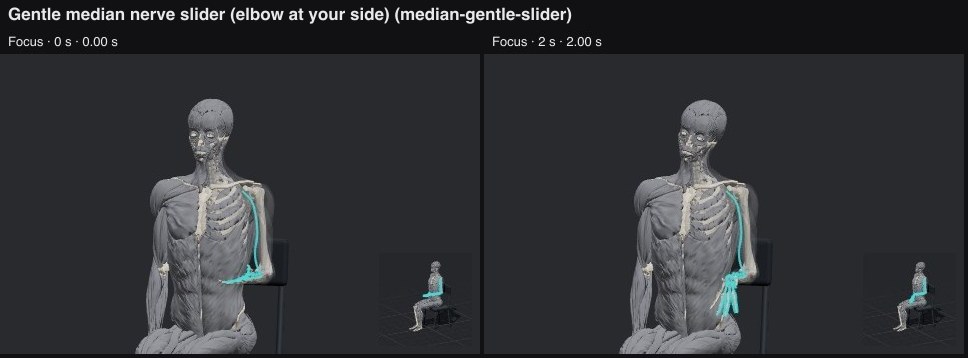 Gentle median nerve slider (elbow at your side) (median-gentle-slider)
Focus · 0 s · 0.00 s
Focus · 2 s · 2.00 s